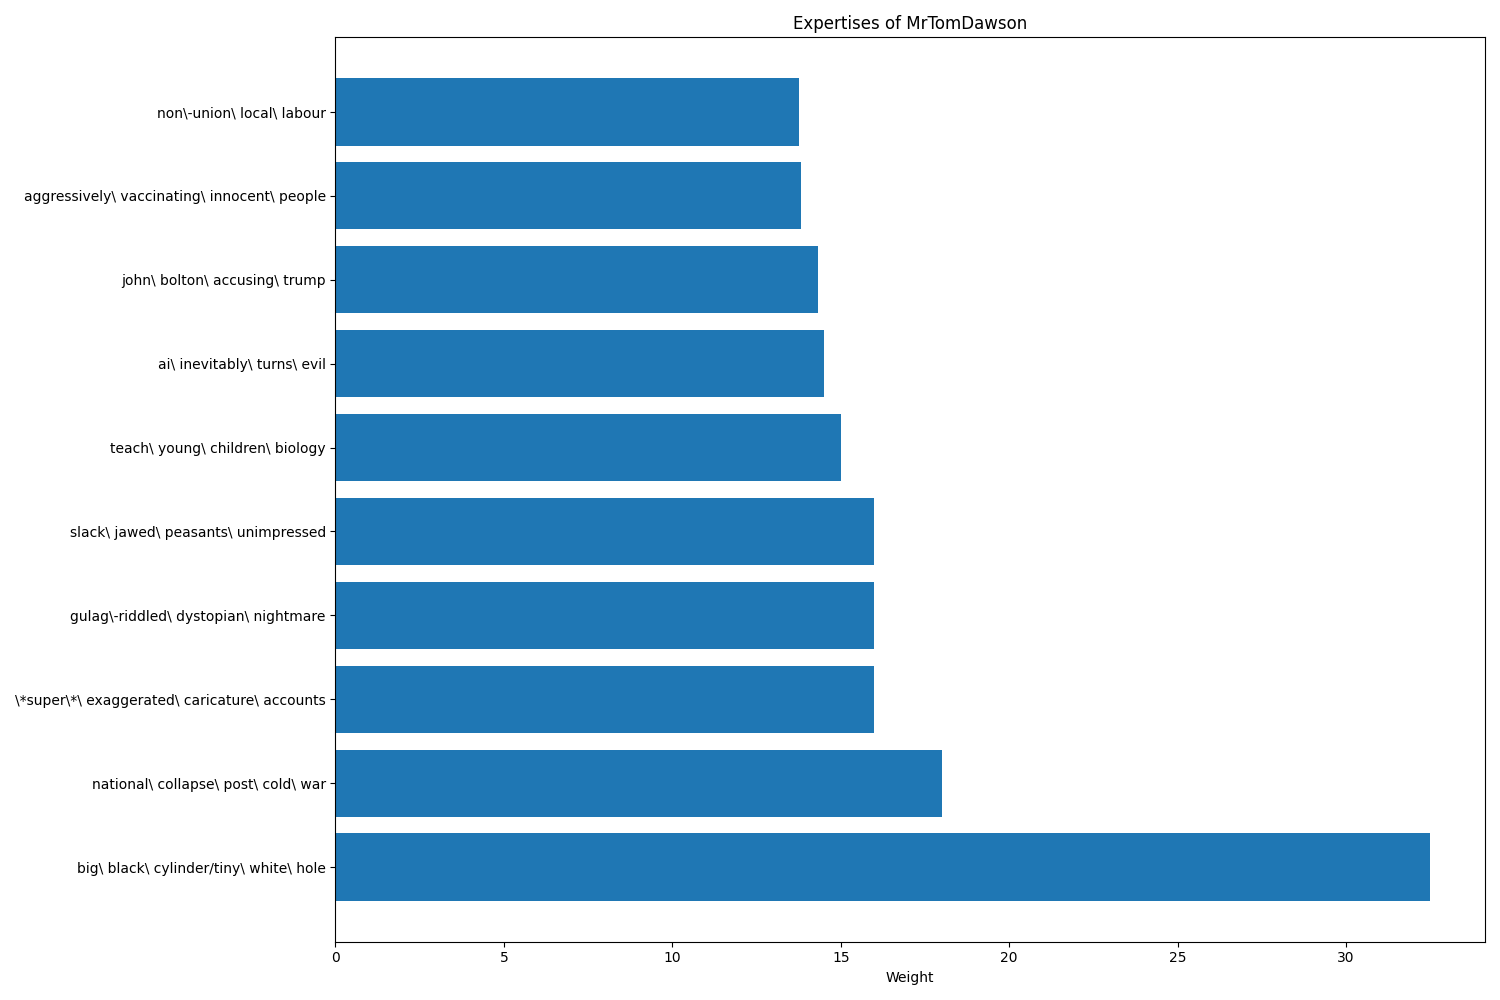 Expertises of MrTomDawson
non\-union\ local\ labour
aggressively\ vaccinating\ innocent\ people
john\ bolton\ accusing\ trump
ai\ inevitably\ turns\ evil
teach\ young\ children\ biology
slack\ jawed\ peasants\ unimpressed
gulag\-riddled\ dystopian\ nightmare
\*super\*\ exaggerated\ caricature\ accounts
national\ collapse\ post\ cold\ war
big\ black\ cylinder/tiny\ white\ hole
0 5 10 15 20 25 30
Weight